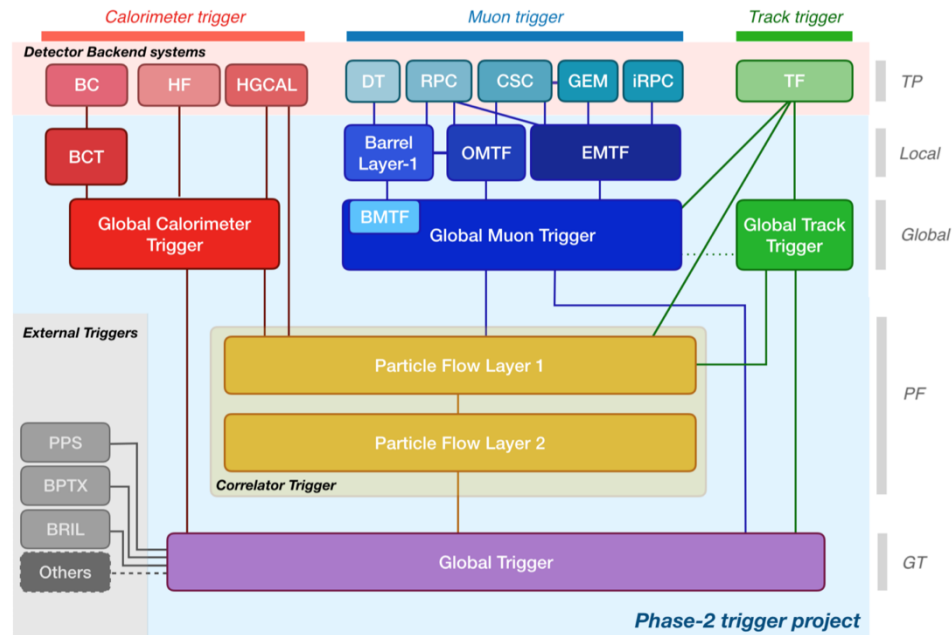 Calorimeter trigger
Muon trigger
Track trigger
Detector Backend systems
BC
HF
HGCAL
DT
RPC
CSC
GEM
iRPC
TF
TP
BCT
Barrel
Layer-1
OMTF
EMTF
Local
Global Calorimeter
Trigger
BMTF
Global Muon Trigger
Global Track
Trigger
Global
External Triggers
Particle Flow Layer 1
PF
Particle Flow Layer 2
Correlator Trigger
PPS
BPTX
BRIL
Others
Global Trigger
GT
Phase-2 trigger project